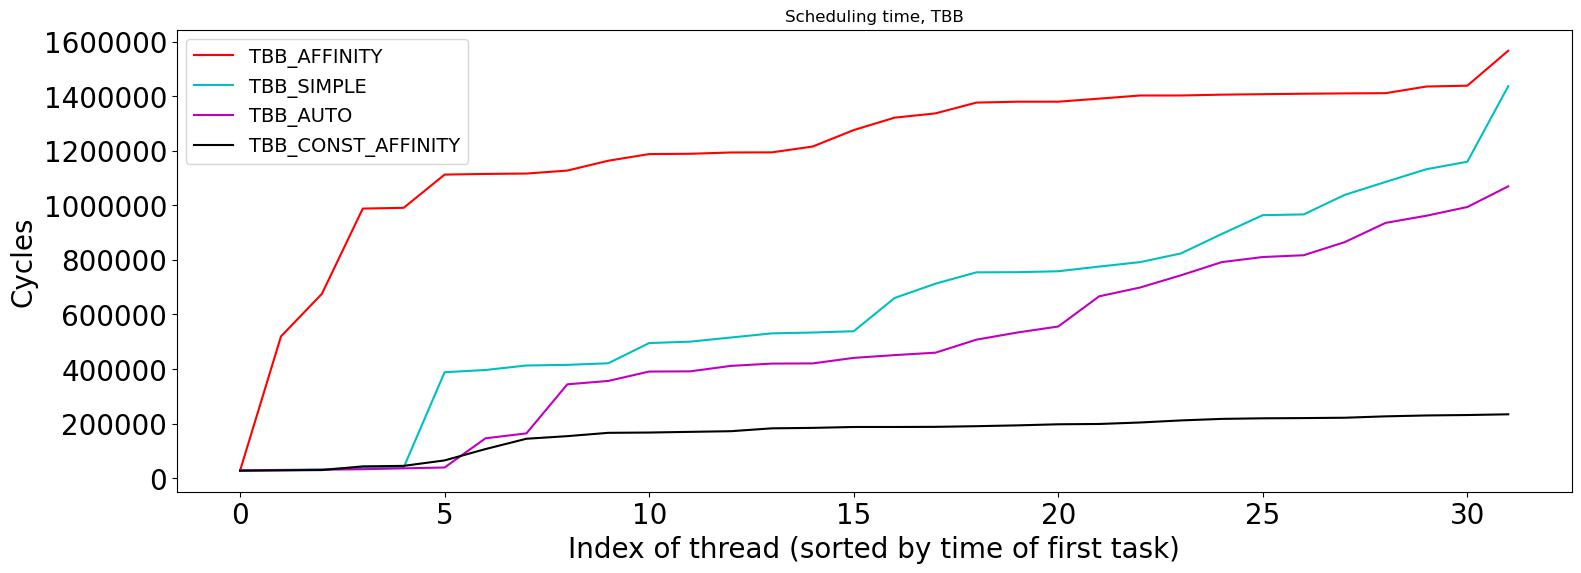 Scheduling time, TBB
1600000
1400000
1200000
1000000
800000
600000
400000
200000
0
Cycles
TBB_AFFINITY
TBB_SIMPLE
TBB_AUTO
TBB_CONST_AFFINITY
0 5 10 15 20 25 30
Index of thread (sorted by time of first task)